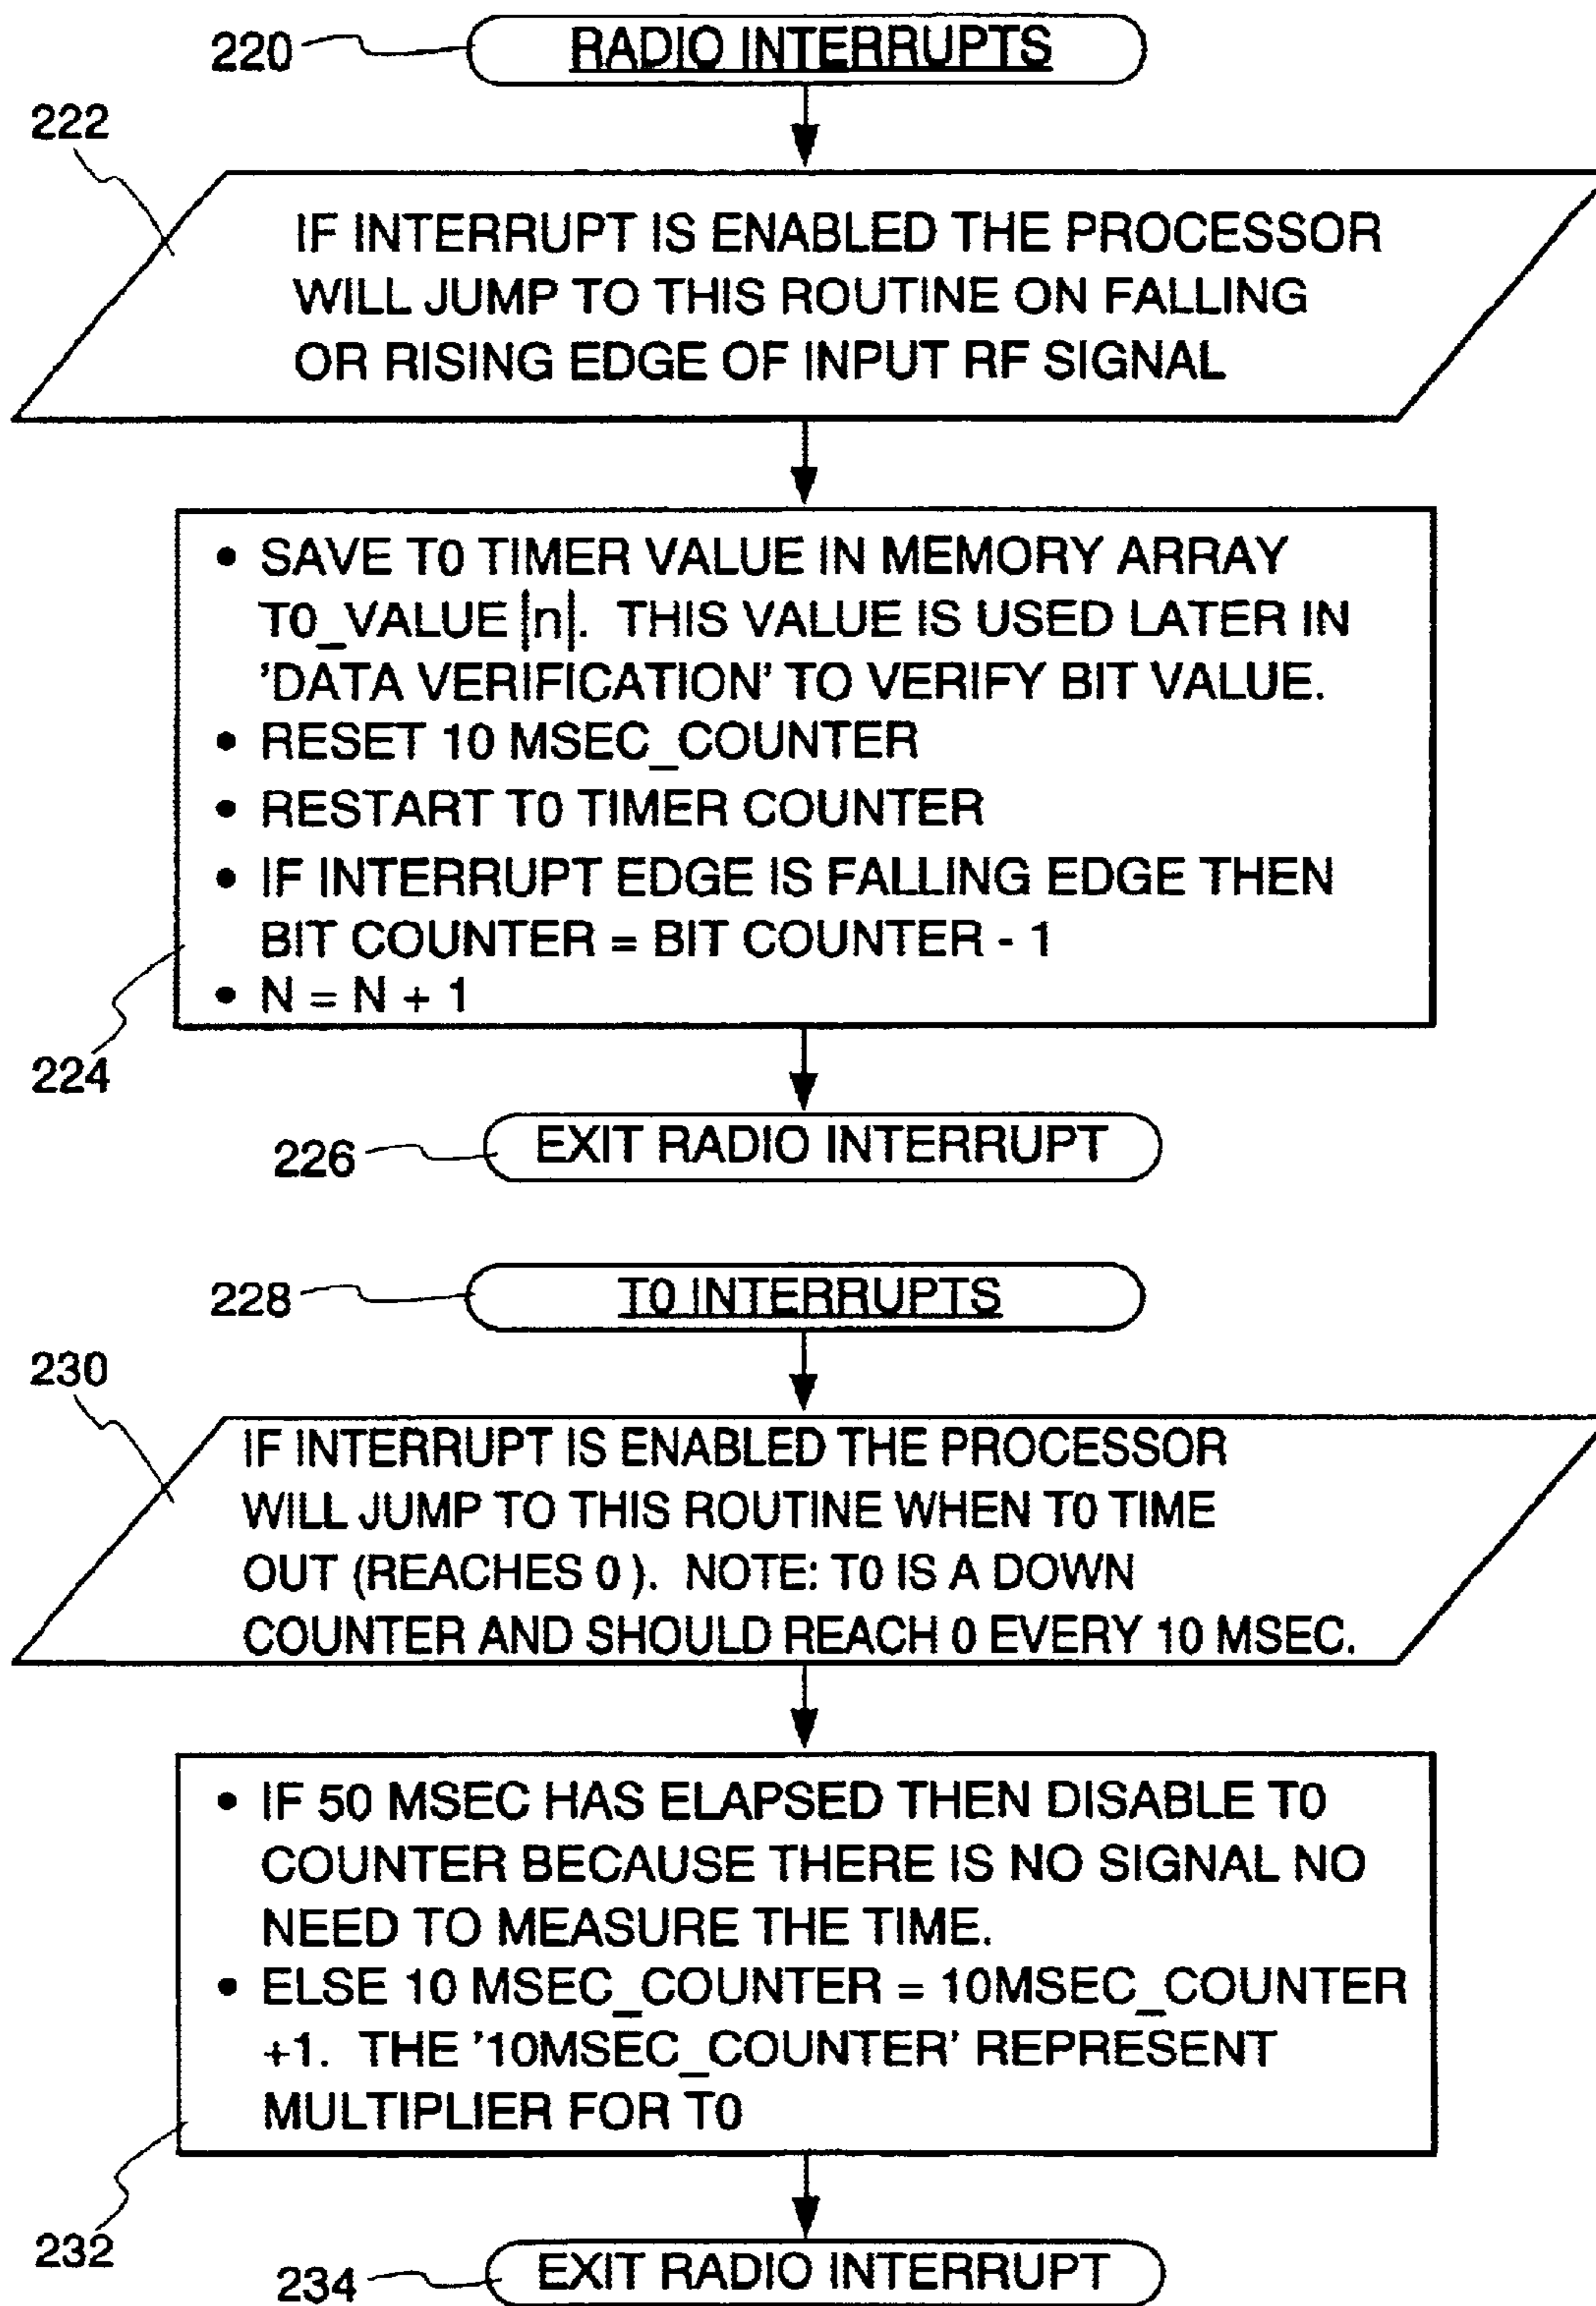 220
RADIO INTERRUPTS
222
IF INTERRUPT IS ENABLED THE PROCESSOR
WILL JUMP TO THIS ROUTINE ON FALLING
OR RISING EDGE OF INPUT RF SIGNAL
• SAVE T0 TIMER VALUE IN MEMORY ARRAY
T0_VALUE |n|. THIS VALUE IS USED LATER IN
'DATA VERIFICATION' TO VERIFY BIT VALUE.
• RESET 10 MSEC_COUNTER
• RESTART T0 TIMER COUNTER
• IF INTERRUPT EDGE IS FALLING EDGE THEN
BIT COUNTER = BIT COUNTER - 1
• N = N + 1
224
226
EXIT RADIO INTERRUPT
228
T0 INTERRUPTS
230
IF INTERRUPT IS ENABLED THE PROCESSOR
WILL JUMP TO THIS ROUTINE WHEN T0 TIME
OUT (REACHES 0 ). NOTE: T0 IS A DOWN
COUNTER AND SHOULD REACH 0 EVERY 10 MSEC.
• IF 50 MSEC HAS ELAPSED THEN DISABLE T0
COUNTER BECAUSE THERE IS NO SIGNAL NO
NEED TO MEASURE THE TIME.
• ELSE 10 MSEC_COUNTER = 10MSEC_COUNTER
+1. THE '10MSEC_COUNTER' REPRESENT
MULTIPLIER FOR T0
232
234
EXIT RADIO INTERRUPT